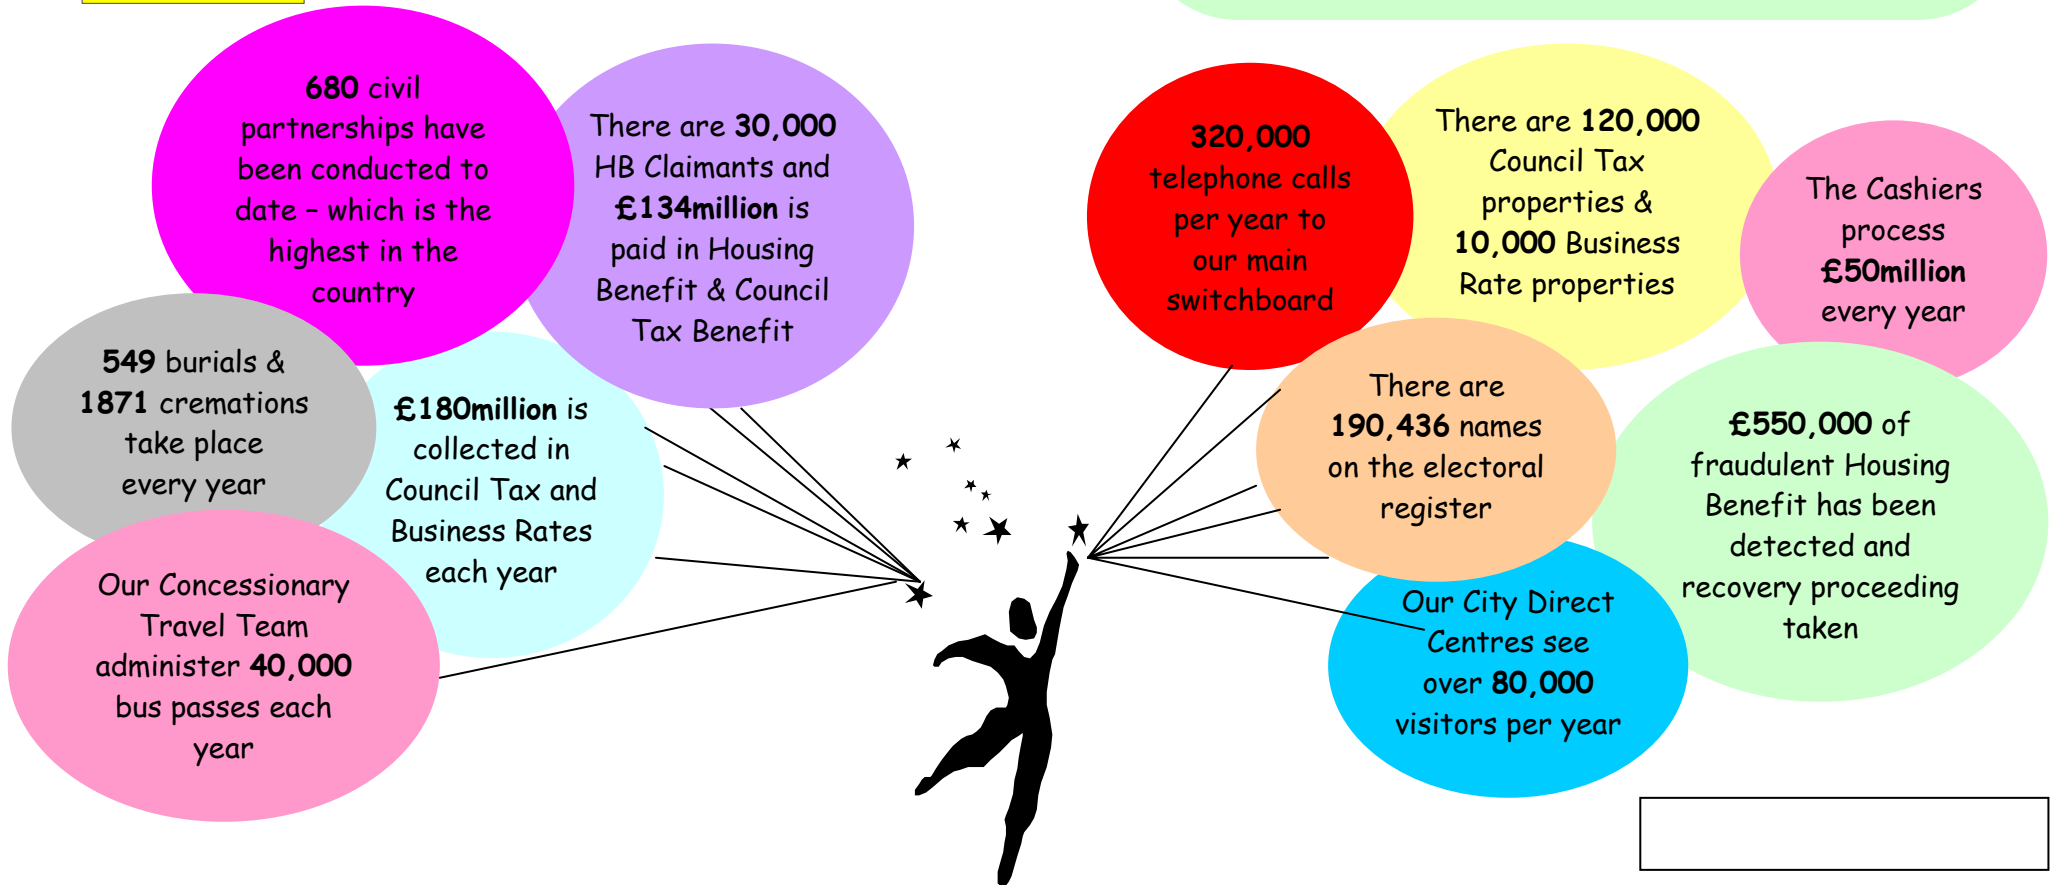 680 civil
partnerships have
been conducted to
date – which is the
highest in the
country
There are 30,000
HB Claimants and
£134million is
paid in Housing
Benefit & Council
Tax Benefit
549 burials &
1871 cremations
take place
every year
£180million is
collected in
Council Tax and
Business Rates
each year
Our Concessionary
Travel Team
administer 40,000
bus passes each
year
320,000
telephone calls
per year to
our main
switchboard
There are 120,000
Council Tax
properties &
10,000 Business
Rate properties
The Cashiers
process
£50million
every year
There are
190,436 names
on the electoral
register
£550,000 of
fraudulent Housing
Benefit has been
detected and
recovery proceeding
taken
Our City Direct
Centres see
over 80,000
visitors per year